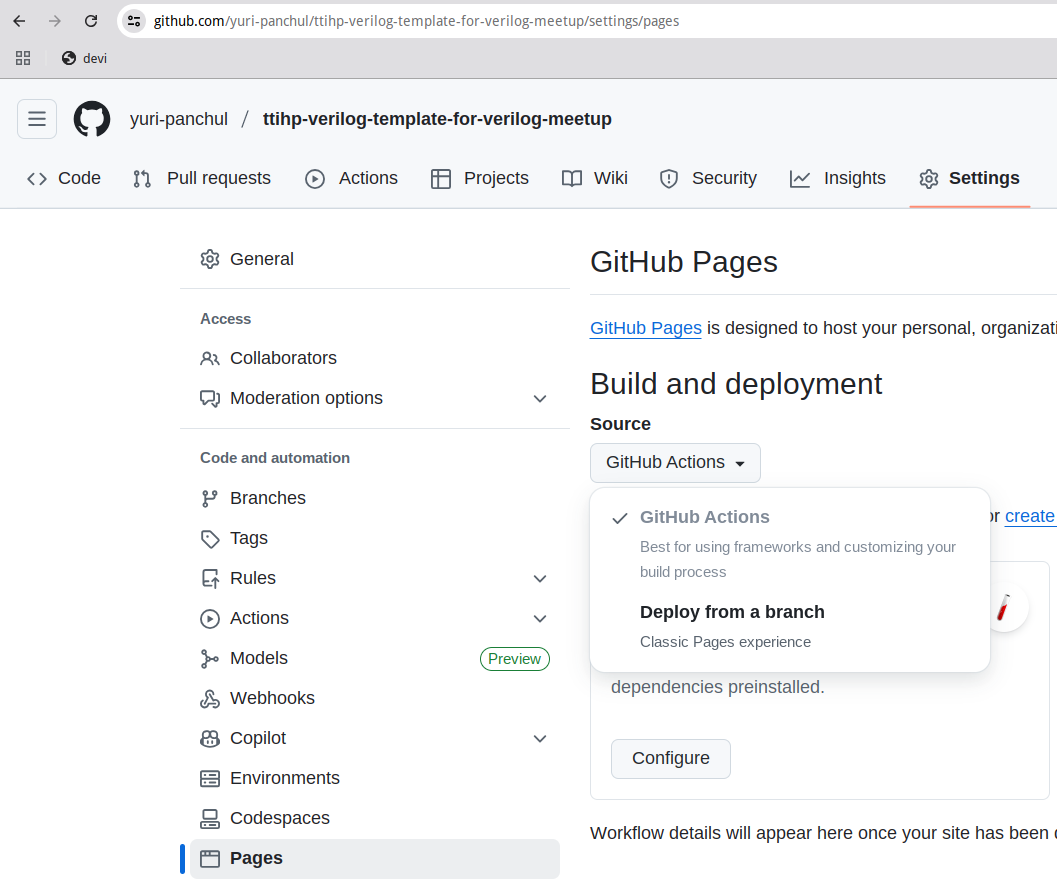 github.com/yuri-panchul/ttihp-verilog-template-for-verilog-meetup/settings/pages
devi
yuri-panchul / ttihp-verilog-template-for-verilog-meetup
Code Pull requests Actions Projects Wiki Security Insights Settings
General
Access
Collaborators
Moderation options
Code and automation
Branches
Tags
Rules
Actions
Models Preview
Webhooks
Copilot
Environments
Codespaces
Pages
GitHub Pages
GitHub Pages is designed to host your personal,
Build and deployment
Source
GitHub Actions
or create
GitHub Actions
Best for using frameworks and customizing your
build process
Deploy from a branch
Classic Pages experience
dependencies preinstalled.
Configure
Workflow details will appear here once your site has been